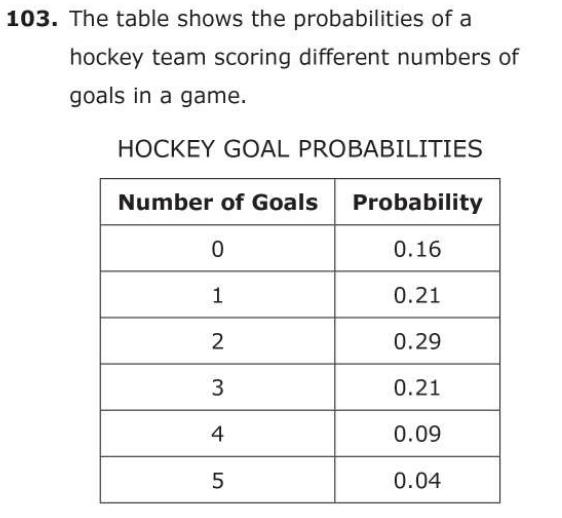 103. The table shows the probabilities of a
hockey team scoring different numbers of
goals in a game.
HOCKEY GOAL PROBABILITIES
Number of Goals Probability
0 0.16
1 0.21
2 0.29
3 0.21
4 0.09
5 0.04